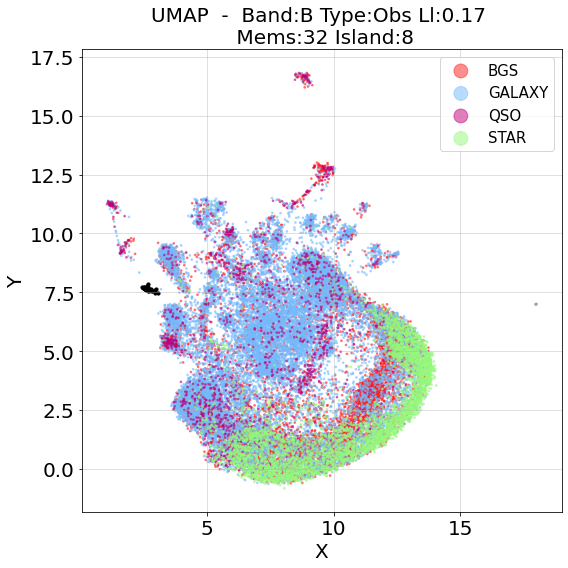 UMAP - Band:B Type:Obs Ll:0.17
Mems:32 Island:8
17.5
15.0
12.5
10.0
7.5
5.0
2.5
0.0
Y
5
10
15
X
BGS
GALAXY
QSO
STAR